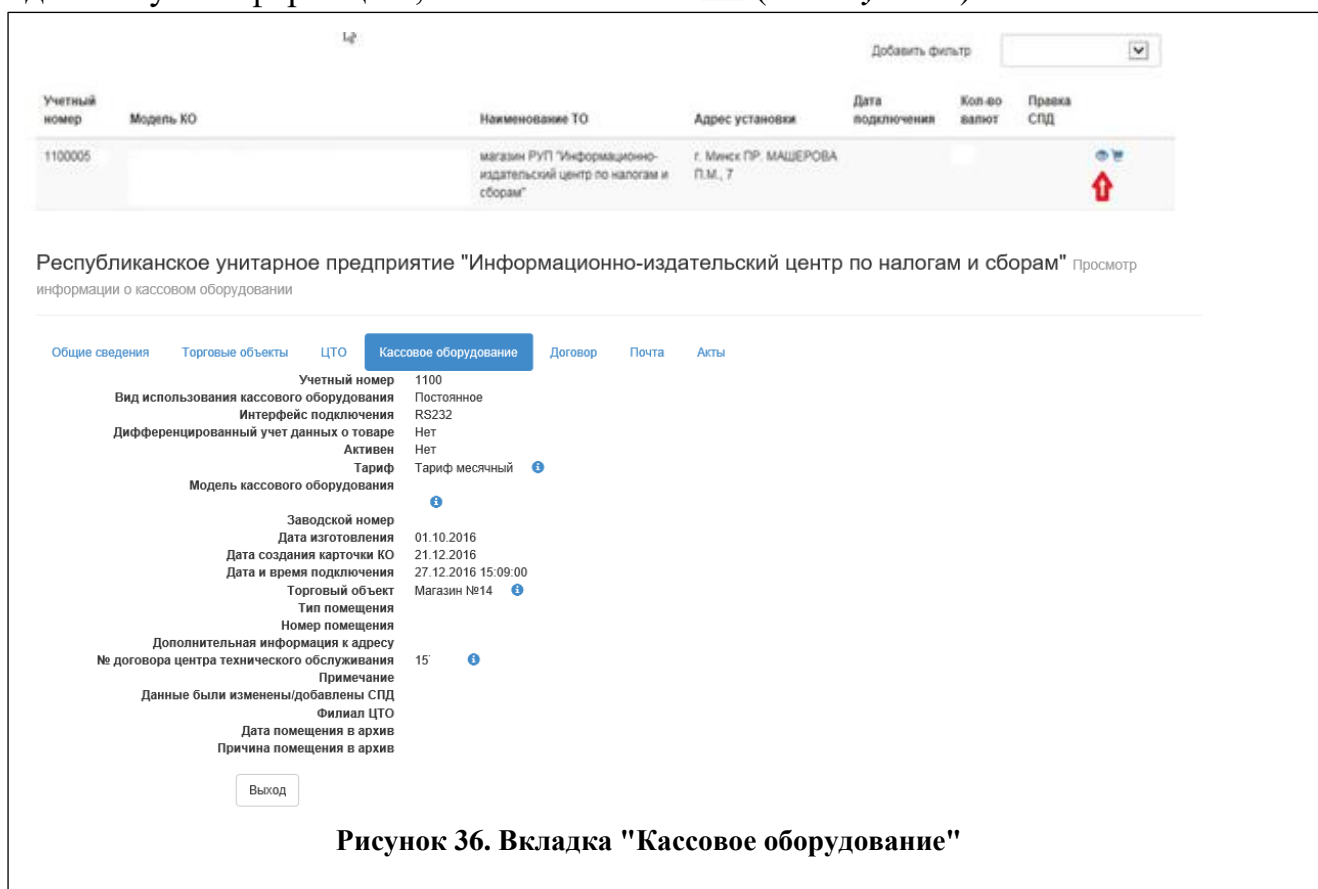 Добавить фильтр
Учетный номер Модель КО Наименование ТО Адрес установки Дата подключения Кол-во валют Правка СПД
1100005 магазин РУП "Информационно-издательский центр по налогам и сборам" г. Минск ПР. МАШЕРОВА П.М., 7
Республиканское унитарное предприятие "Информационно-издательский центр по налогам и сборам" Просмотр
информации о кассовом оборудовании
Общие сведения Торговые объекты ЦТО Кассовое оборудование Договор Почта Акты
Учетный номер 1100
Вид использования кассового оборудования Постоянное
Интерфейс подключения RS232
Дифференцированный учет данных о товаре Нет
Активен Нет
Тариф Тариф месячный
Модель кассового оборудования
Заводской номер
Дата изготовления 01.10.2016
Дата создания карточки КО 21.12.2016
Дата и время подключения 27.12.2016 15:09:00
Торговый объект Магазин №14
Тип помещения
Номер помещения
Дополнительная информация к адресу
№ договора центра технического обслуживания 15
Примечание
Данные были изменены/добавлены СПД
Филиал ЦТО
Дата помещения в архив
Причина помещения в архив
Выход
Рисунок 36. Вкладка "Кассовое оборудование"